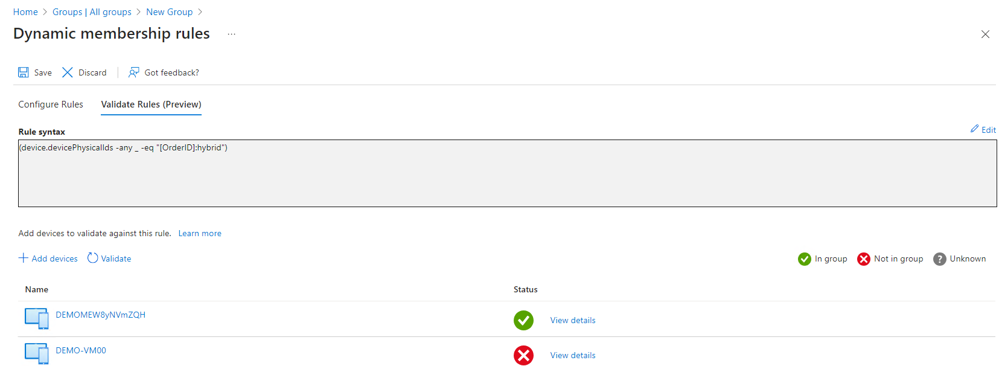 Home > Groups | All groups > New Group >
Dynamic membership rules ...
Save Discard Got feedback?
Configure Rules Validate Rules (Preview)
Rule syntax Edit
(device.devicePhysicalIds -any _ -eq "[OrderID]:hybrid")
Add devices to validate against this rule. Learn more
Add devices Validate In group Not in group Unknown
Name Status
DEMOMEW8yNVmZQH View details
DEMO-VM00 View details